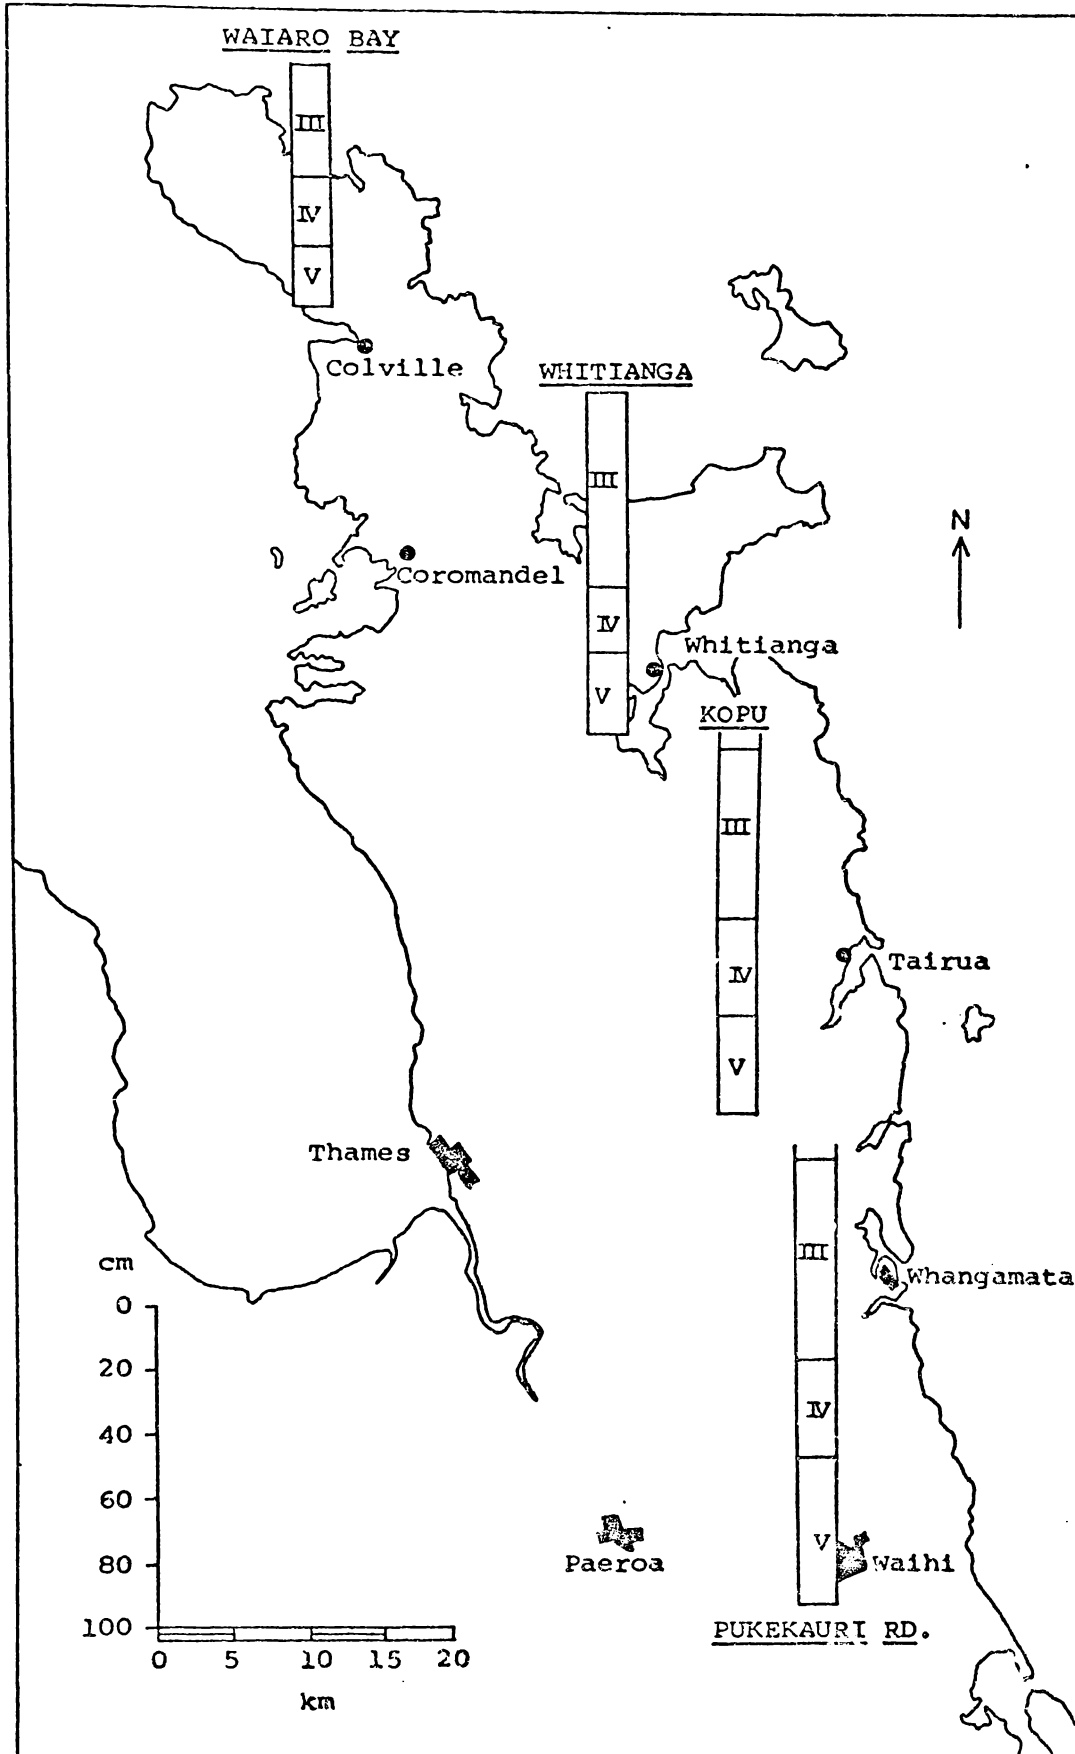 WAIARO BAY
III
IV
V
Colville
WHITIANGA
III
IV
V
Coromandel
N
Whitianga
KOPU
III
IV
V
Tairua
Thames
III
IV
V
Whangamata
cm
0
20
40
60
80
100
Paeroa
Waihi
PUKEKAURI RD.
0 5 10 15 20
km